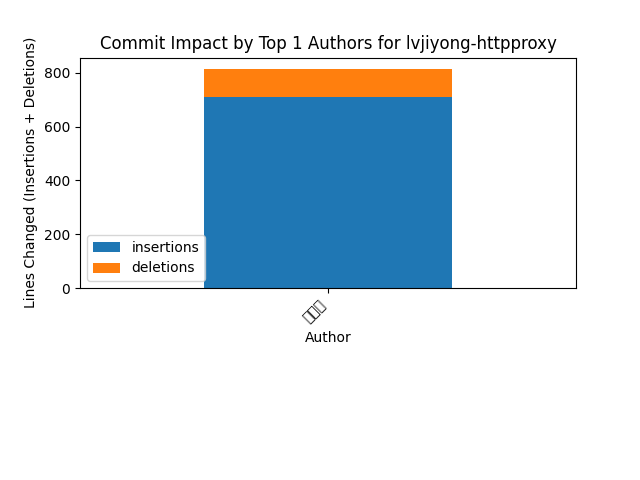 Commit Impact by Top 1 Authors for lvjiyong-httpproxy
Lines Changed (Insertions + Deletions)
800
600
400
200
0
insertions
deletions
Author